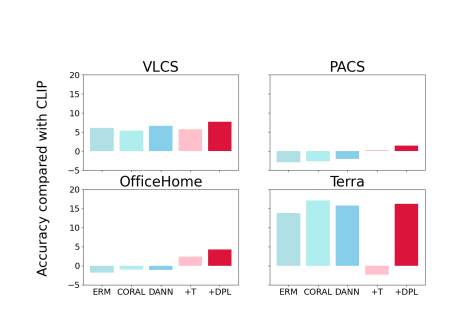 VLCS
PACS
Accuracy compared with CLIP
20
15
10
5
0
−5
OfficeHome
Terra
20
15
10
5
0
−5
ERM CORAL DANN +T +DPL
ERM CORAL DANN +T +DPL